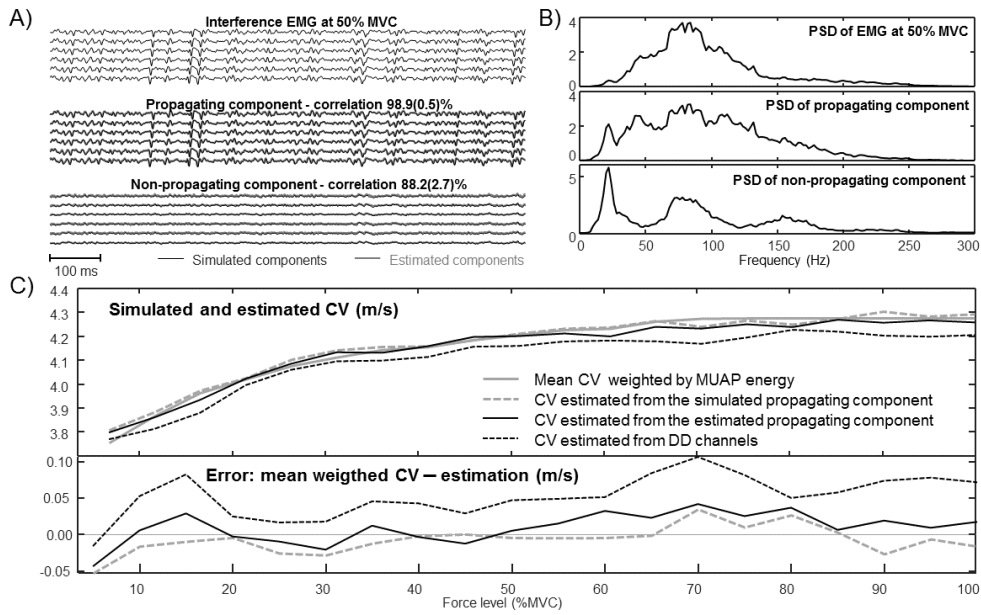 A)
Interference EMG at 50% MVC
Propagating component - correlation 98.9(0.5)%
Non-propagating component - correlation 88.2(2.7)%
100 ms
Simulated components
Estimated components
B)
4
2
0
PSD of EMG at 50% MVC
4
2
0
PSD of propagating component
5
0
PSD of non-propagating component
0 50 100 150 200 250 300
Frequency (Hz)
C)
4.4
4.3
4.2
4.1
4.0
3.9
3.8
Simulated and estimated CV (m/s)
Mean CV weighted by MUAP energy
CV estimated from the simulated propagating component
CV estimated from the estimated propagating component
CV estimated from DD channels
0.10
0.05
0.00
-0.05
Error: mean weigthed CV – estimation (m/s)
10 20 30 40 50 60 70 80 90 100
Force level (%MVC)